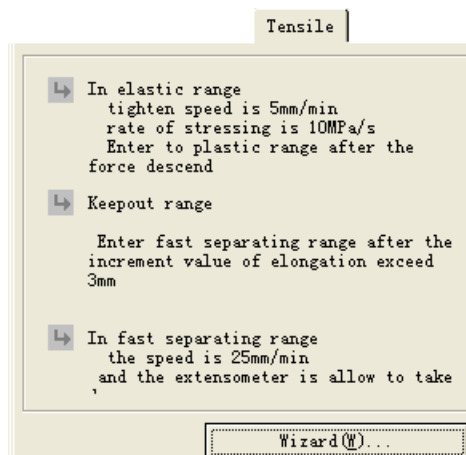 Tensile
In elastic range
tighten speed is 5mm/min
rate of stressing is 10MPa/s
Enter to plastic range after the
force descend
Keepout range
Enter fast separating range after the
increment value of elongation exceed
3mm
In fast separating range
the speed is 25mm/min
and the extensometer is allow to take
Wizard(W)...